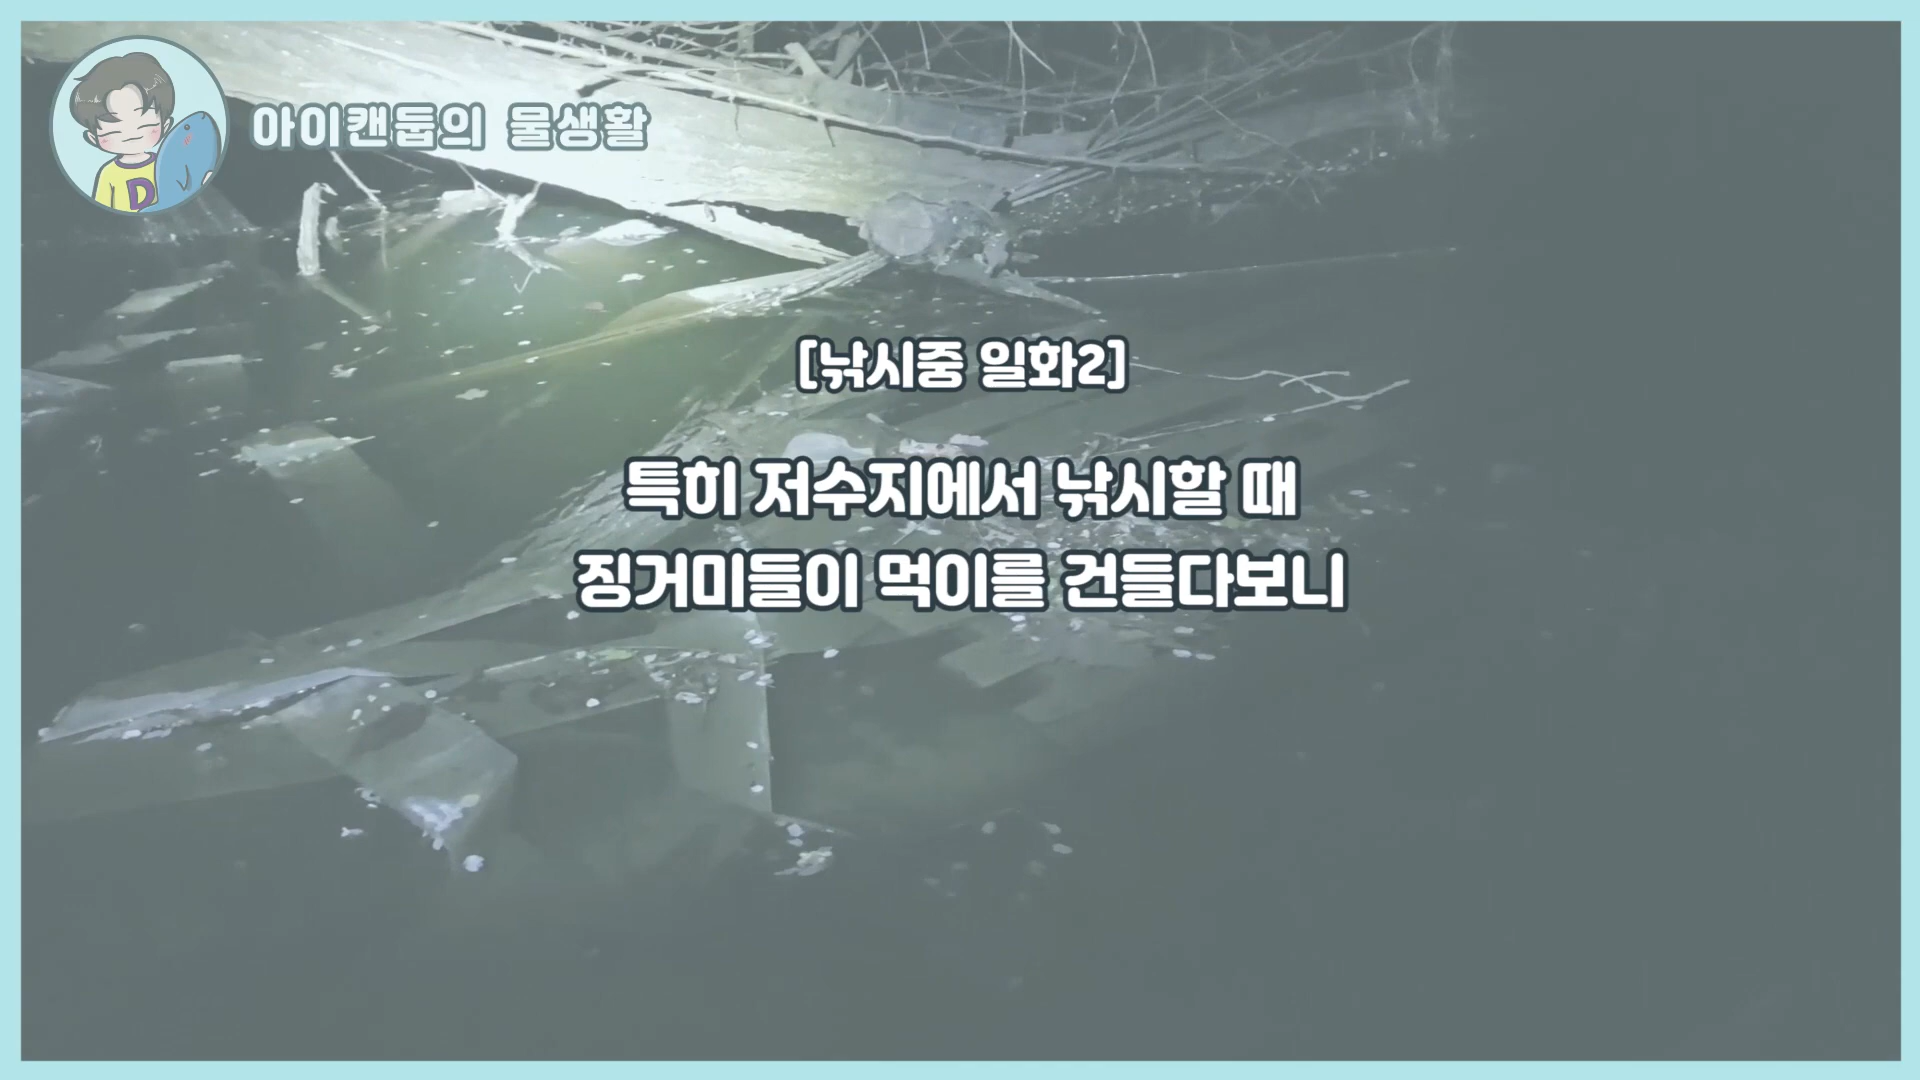 아이캔둡의 물생활
D
[낚시중 일화2]
특히 저수지에서 낚시할 때
징거미들이 먹이를 건들다보니